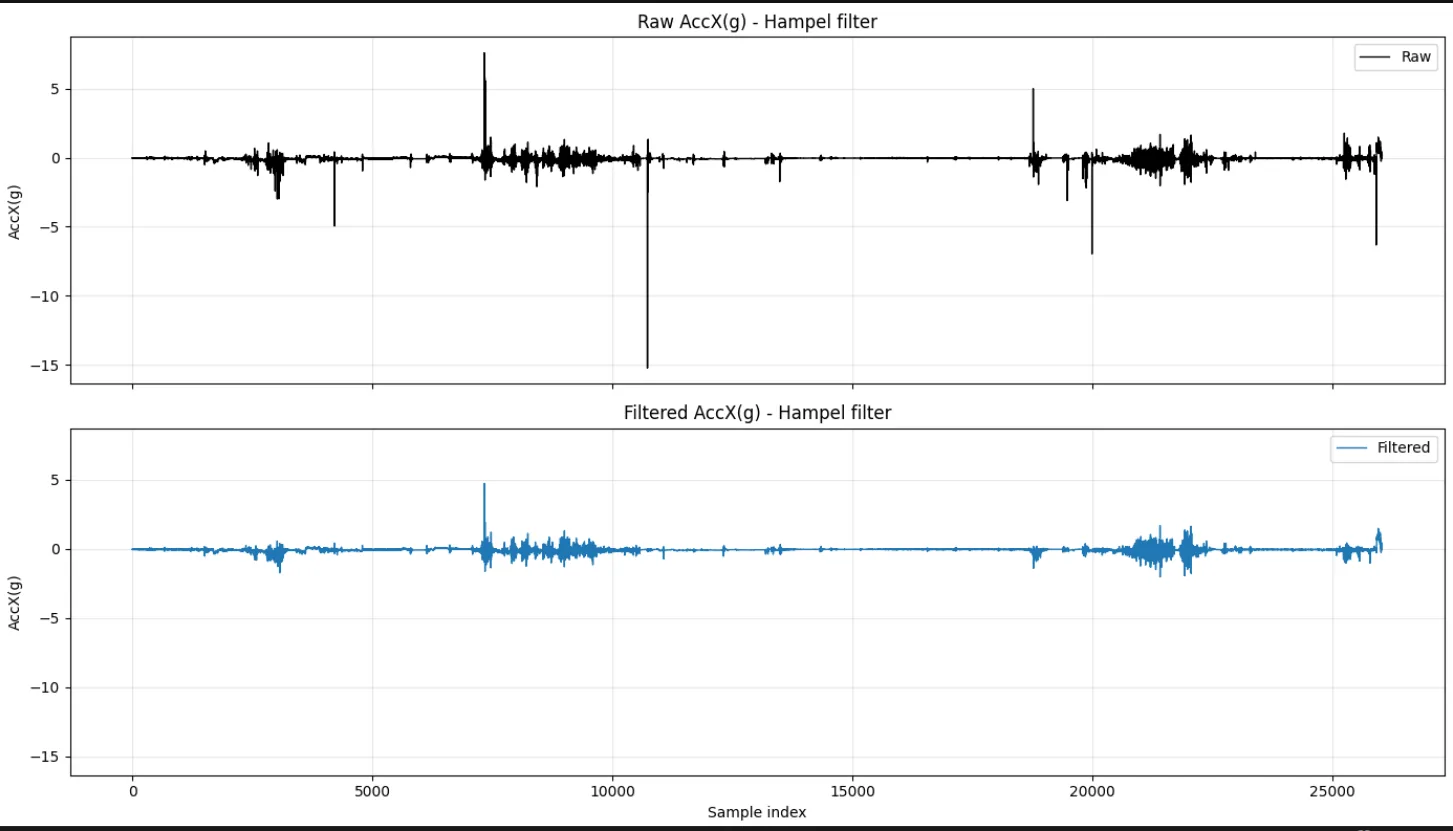 Raw AccX(g) - Hampel filter
Raw
5
0
−5
−10
−15
AccX(g)
Filtered AccX(g) - Hampel filter
Filtered
5
0
−5
−10
−15
AccX(g)
0 5000 10000 15000 20000 25000
Sample index